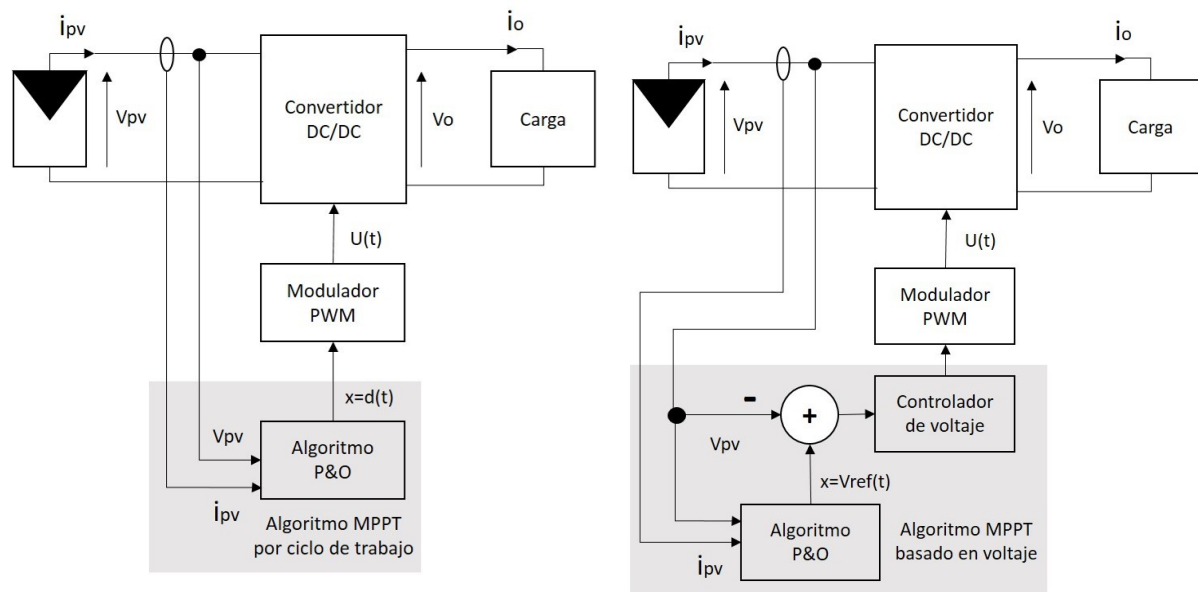 ipv
Vpv
Convertidor
DC/DC
io
Vo
Carga
U(t)
Modulador
PWM
x=d(t)
Vpv
Algoritmo
P&O
ipv
Algoritmo MPPT
por ciclo de trabajo
ipv
Vpv
Convertidor
DC/DC
io
Vo
Carga
U(t)
Modulador
PWM
-
+
Controlador
de voltaje
Vpv
x=Vref(t)
Algoritmo
P&O
ipv
Algoritmo MPPT
basado en voltaje